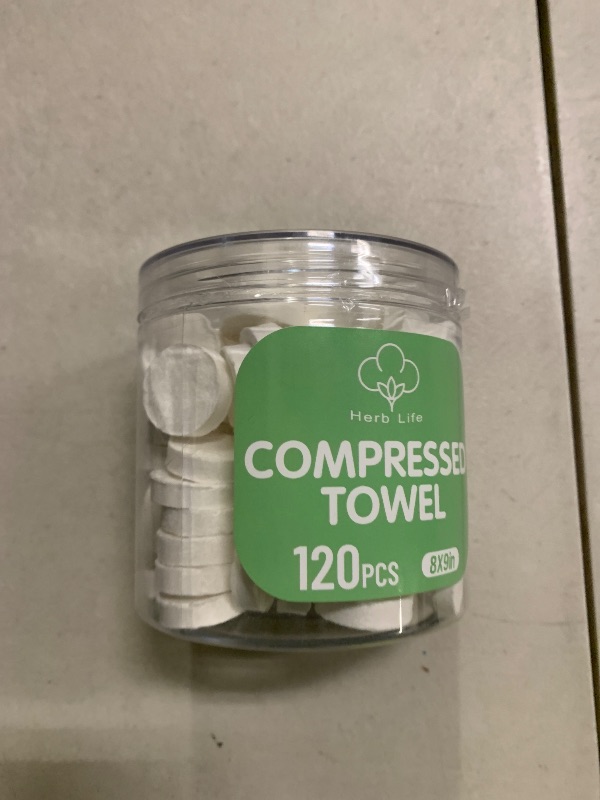 Herb Life
COMPRESSED
TOWEL
120PCS 8X9in